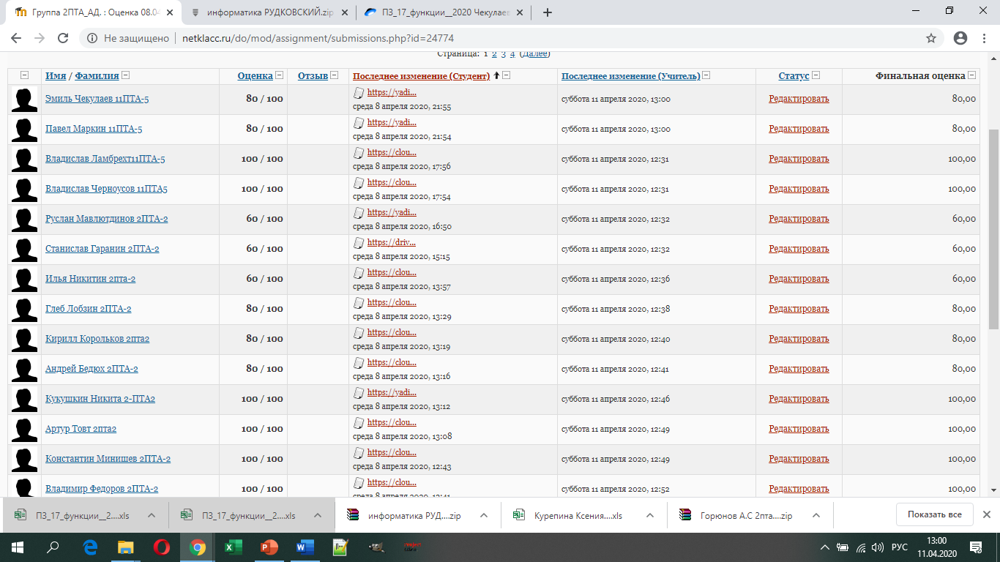 Группа 2ПТА_АД. : Оценка 08.04
информатика РУДКОВСКИЙ.zip
ПЗ_17_функции__2020 Чекулаев
Не защищено
netklacc.ru/do/mod/assignment/submissions.php?id=24774
Страница: 1 2 3 4 (Далее)
Имя / Фамилия Оценка Отзыв Последнее изменение (Студент) Последнее изменение (Учитель) Статус Финальная оценка
Эмиль Чекулаев 11ПТА-5 80 / 100 https://yadi... суббота 11 апреля 2020, 13:00 Редактировать 80,00
среда 8 апреля 2020, 21:55
Павел Маркин 11ПТА-5 80 / 100 https://yadi... суббота 11 апреля 2020, 13:00 Редактировать 80,00
среда 8 апреля 2020, 21:54
Владислав Ламбрехт11ПТА-5 100 / 100 https://clou... суббота 11 апреля 2020, 12:31 Редактировать 100,00
среда 8 апреля 2020, 17:56
Владислав Черноусов 11ПТА5 100 / 100 https://clou... суббота 11 апреля 2020, 12:31 Редактировать 100,00
среда 8 апреля 2020, 17:54
Руслан Мавлютдинов 2ПТА-2 60 / 100 https://yadi... суббота 11 апреля 2020, 12:32 Редактировать 60,00
среда 8 апреля 2020, 16:50
Станислав Гаранин 2ПТА-2 60 / 100 https://driv... суббота 11 апреля 2020, 12:32 Редактировать 60,00
среда 8 апреля 2020, 15:15
Илья Никитин 2пта-2 60 / 100 https://clou... суббота 11 апреля 2020, 12:36 Редактировать 60,00
среда 8 апреля 2020, 13:57
Глеб Лобзин 2ПТА-2 80 / 100 https://clou... суббота 11 апреля 2020, 12:38 Редактировать 80,00
среда 8 апреля 2020, 13:29
Кирилл Корольков 2пта2 80 / 100 https://clou... суббота 11 апреля 2020, 12:40 Редактировать 80,00
среда 8 апреля 2020, 13:19
Андрей Бедюх 2ПТА-2 80 / 100 https://clou... суббота 11 апреля 2020, 12:41 Редактировать 80,00
среда 8 апреля 2020, 13:16
Кукушкин Никита 2-ПТА2 100 / 100 https://yadi... суббота 11 апреля 2020, 12:46 Редактировать 100,00
среда 8 апреля 2020, 13:12
Артур Товт 2пта2 100 / 100 https://clou... суббота 11 апреля 2020, 12:49 Редактировать 100,00
среда 8 апреля 2020, 13:08
Константин Минишев 2ПТА-2 100 / 100 https://clou... суббота 11 апреля 2020, 12:49 Редактировать 100,00
среда 8 апреля 2020, 12:43
Владимир Федоров 2ПТА-2 100 / 100 https://clou... суббота 11 апреля 2020, 12:52 Редактировать 100,00
среда 8 апреля 2020, 12:41
ПЗ_17_функции__2....xls
ПЗ_17_функции__2....xls
информатика РУД....zip
Курепина Ксения....xls
Горюнов А.С 2пта....zip
Показать все
РУС
13:00
11.04.2020